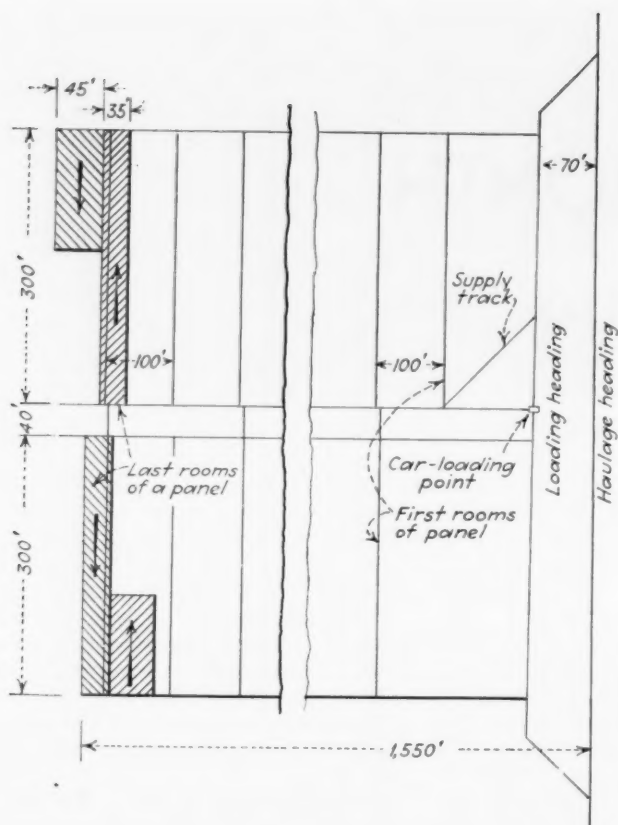 45'
35'
70'
300'
Supply
track
100'
100'
40'
Loading heading
Haulage heading
Last rooms
of a panel
Car-loading
point
First rooms
of panel
300'
1,550'